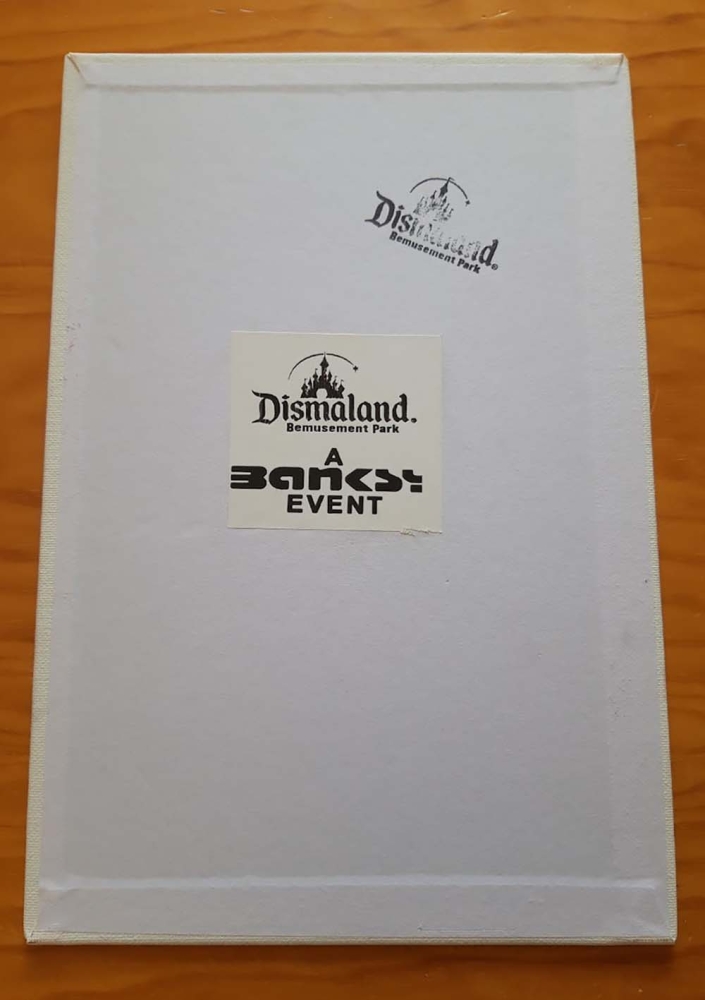 Dismaland.
Bemusement Park
Dismaland.
Bemusement Park
A
BANKSY
EVENT